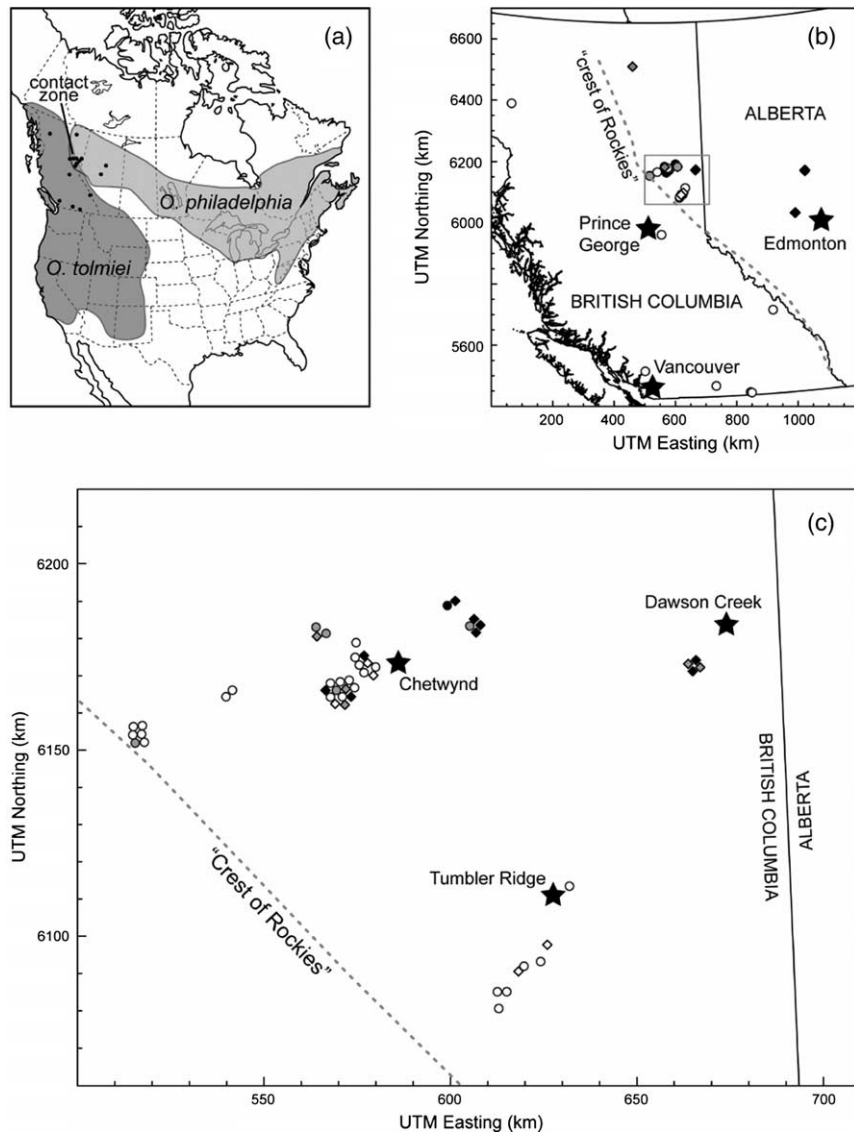 (a)
contact
zone
O. philadelphia
O. tolmiei
(b)
UTM Northing (km)
6600
6400
6200
6000
5600
"crest of Rockies"
ALBERTA
Prince
George
Edmonton
BRITISH COLUMBIA
Vancouver
200 400 600 800 1000
UTM Easting (km)
(c)
UTM Northing (km)
6200
6150
6100
Dawson Creek
Chetwynd
BRITISH COLUMBIA
ALBERTA
Tumbler Ridge
"Crest of Rockies"
550 600 650 700
UTM Easting (km)